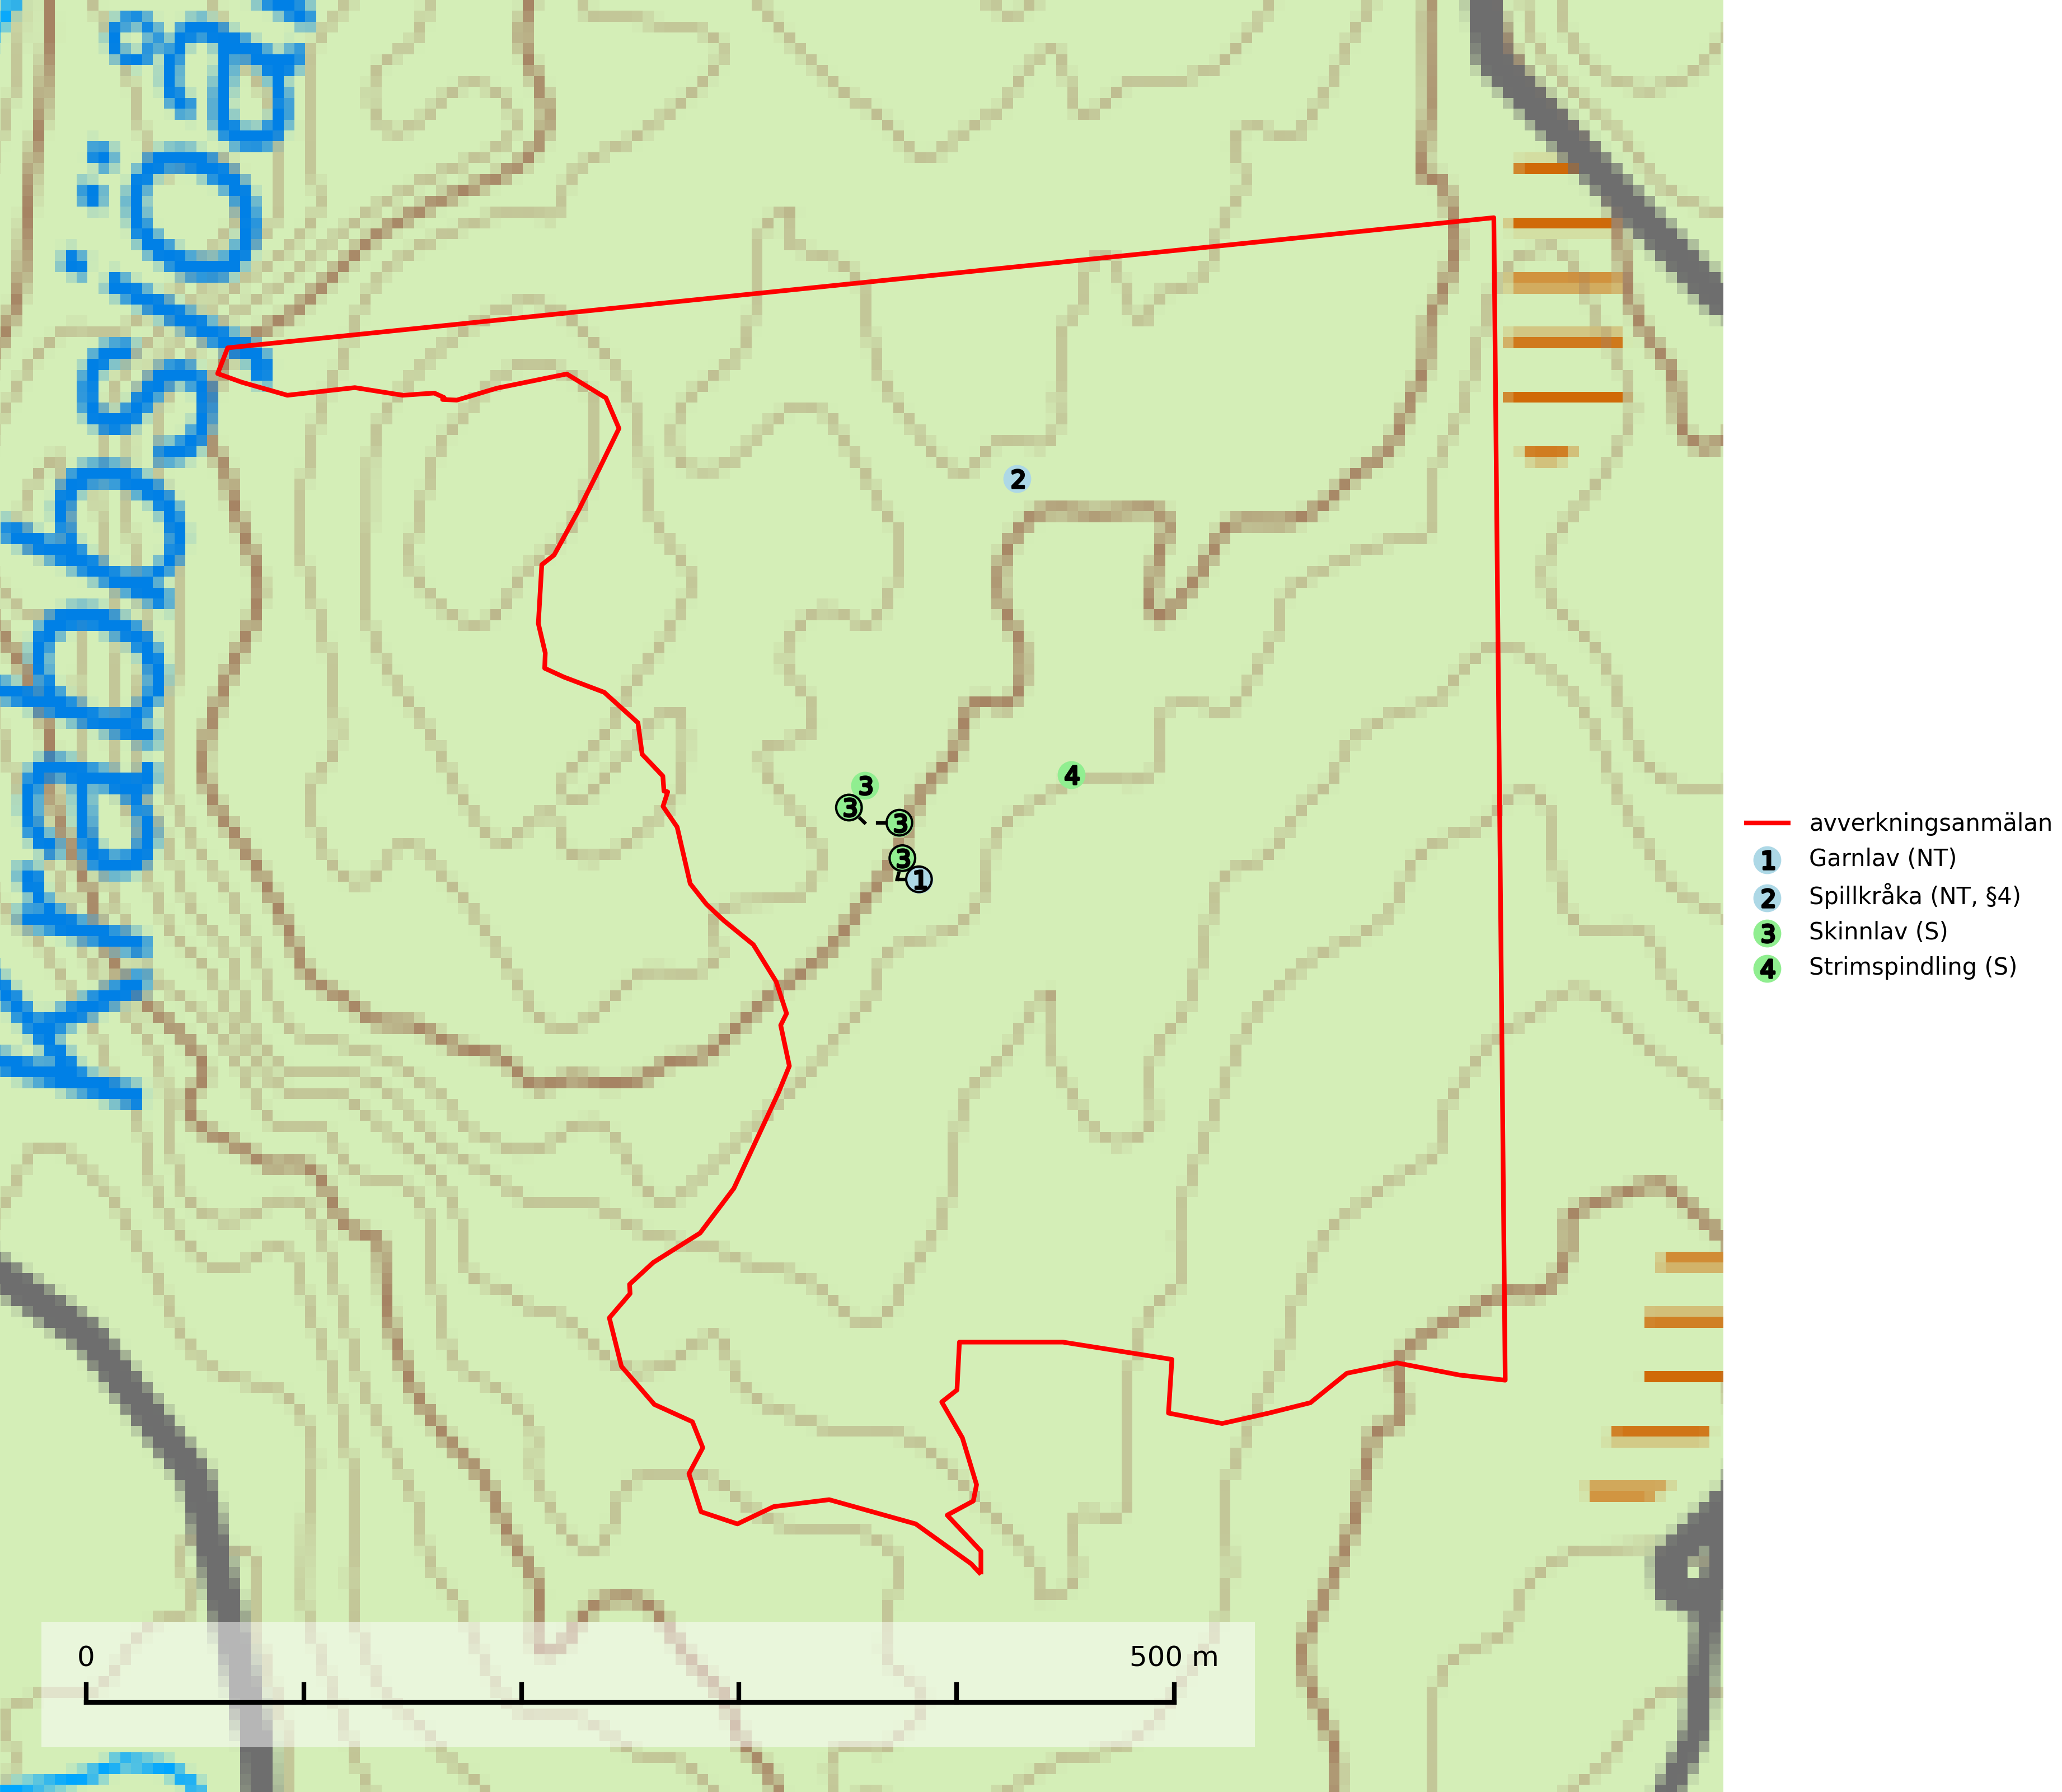 2
3
3
3
3
4
1
avverkningsanmälan
1 Garnlav (NT)
2 Spillkråka (NT, §4)
3 Skinnlav (S)
4 Strimspindling (S)
0 500 m